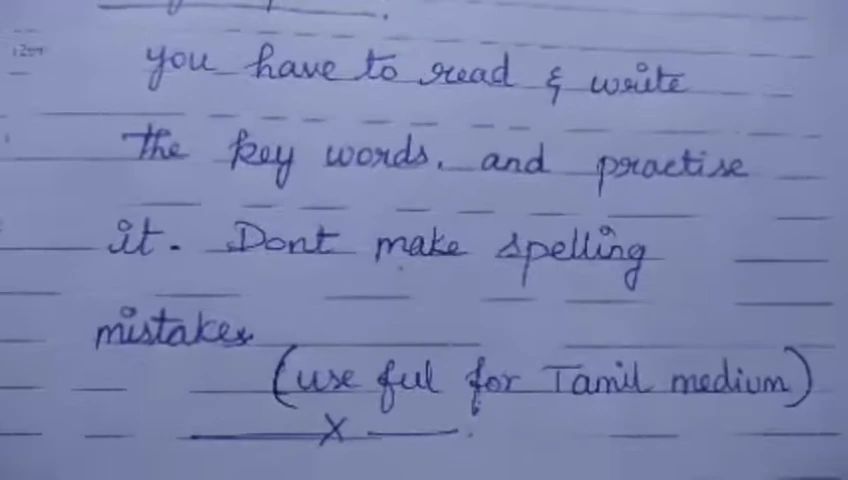 you have to read & write
the key words. and practise
it. Dont make spelling
mistakes
(use ful for Tamil medium)